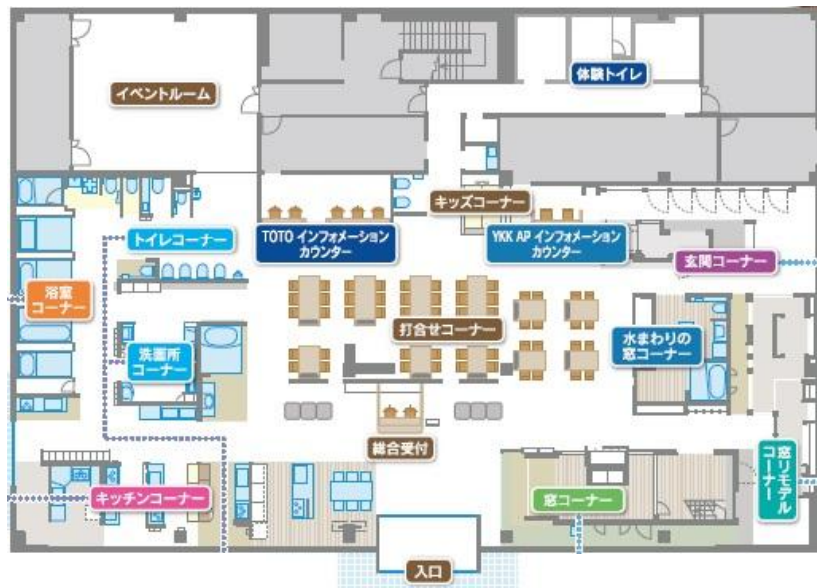 体験トイレ
イベントルーム
キッズコーナー
トイレコーナー
TOTO インフォメーション
カウンター
YKK AP インフォメーション
カウンター
玄関コーナー
浴室
コーナー
打合せコーナー
水まわりの
窓コーナー
洗面所
コーナー
総合受付
窓リモデル
コーナー
キッチンコーナー
窓コーナー
入口